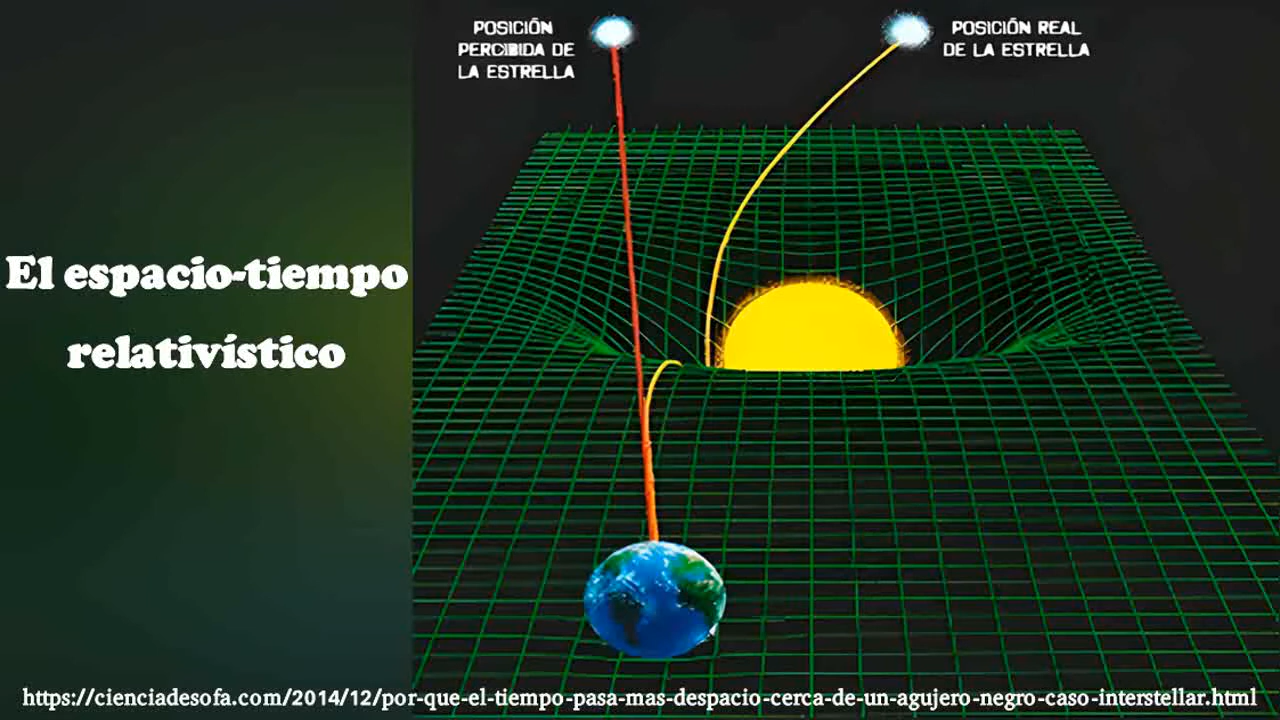 POSICIÓN
PERCIBIDA DE
LA ESTRELLA
POSICIÓN REAL
DE LA ESTRELLA
El espacio-tiempo
relativístico
https://cienciadesofa.com/2014/12/por-que-el-tiempo-pasa-mas-despacio-cerca-de-un-agujero-negro-caso-interstellar.html